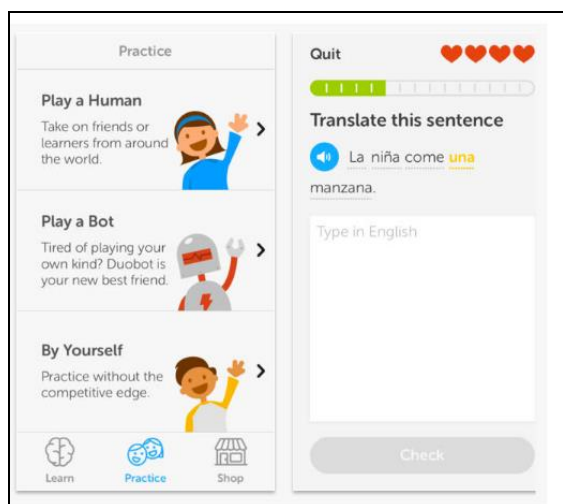 Practice
Play a Human
Take on friends or
learners from around
the world.
Play a Bot
Tired of playing your
own kind? Duobot is
your new best friend.
By Yourself
Practice without the
competitive edge.
Learn
Practice
Shop
Quit
Translate this sentence
La niña come una
manzana.
Type in English
Check